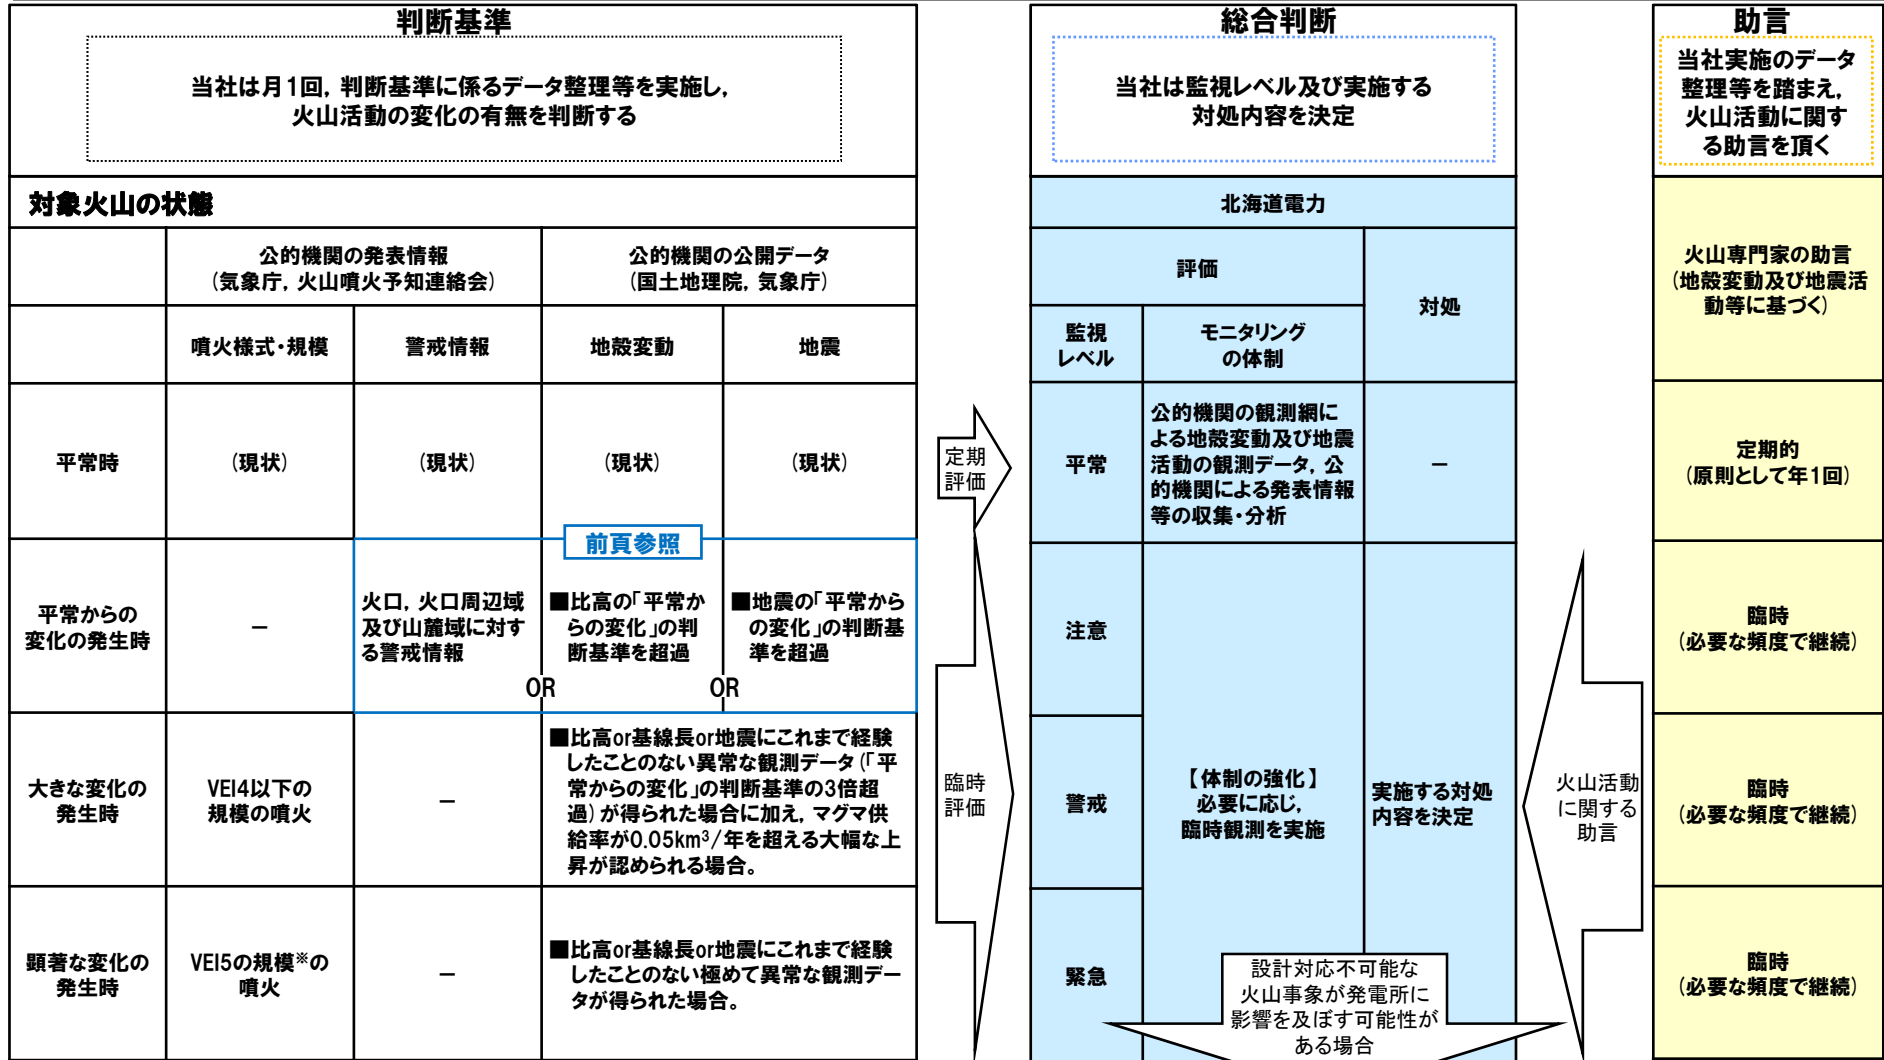 判断基準
当社は月1回，判断基準に係るデータ整理等を実施し，
火山活動の変化の有無を判断する
対象火山の状態
公的機関の発表情報
（気象庁，火山噴火予知連絡会）
公的機関の公開データ
（国土地理院，気象庁）
噴火様式・規模
警戒情報
地殻変動
地震
平常時
（現状）
（現状）
（現状）
（現状）
前頁参照
平常からの
変化の発生時
－
火口，火口周辺域
及び山麓域に対す
る警戒情報
OR
■比高の「平常か
らの変化」の判
断基準を超過
OR
■地震の「平常から
の変化」の判断基
準を超過
大きな変化の
発生時
VEI4以下の
規模の噴火
－
■比高or基線長or地震にこれまで経験
したことのない異常な観測データ（「平
常からの変化」の判断基準の3倍超
過）が得られた場合に加え，マグマ供
給率が0.05km³/年を超える大幅な上
昇が認められる場合。
顕著な変化の
発生時
VEI5の規模※の
噴火
－
■比高or基線長or地震にこれまで経験
したことのない極めて異常な観測デー
タが得られた場合。
定期
評価
臨時
評価
総合判断
当社は監視レベル及び実施する
対処内容を決定
北海道電力
評価
対処
監視
レベル
モニタリング
の体制
平常
公的機関の観測網に
よる地殻変動及び地震
活動の観測データ，公
的機関による発表情報
等の収集・分析
－
注意
警戒
【体制の強化】
必要に応じ，
臨時観測を実施
実施する対処
内容を決定
緊急
設計対応不可能な
火山事象が発電所に
影響を及ぼす可能性が
ある場合
火山活動
に関する
助言
助言
当社実施のデータ
整理等を踏まえ，
火山活動に関す
る助言を頂く
火山専門家の助言
（地殻変動及び地震活
動等に基づく）
定期的
（原則として年1回）
臨時
（必要な頻度で継続）
臨時
（必要な頻度で継続）
臨時
（必要な頻度で継続）